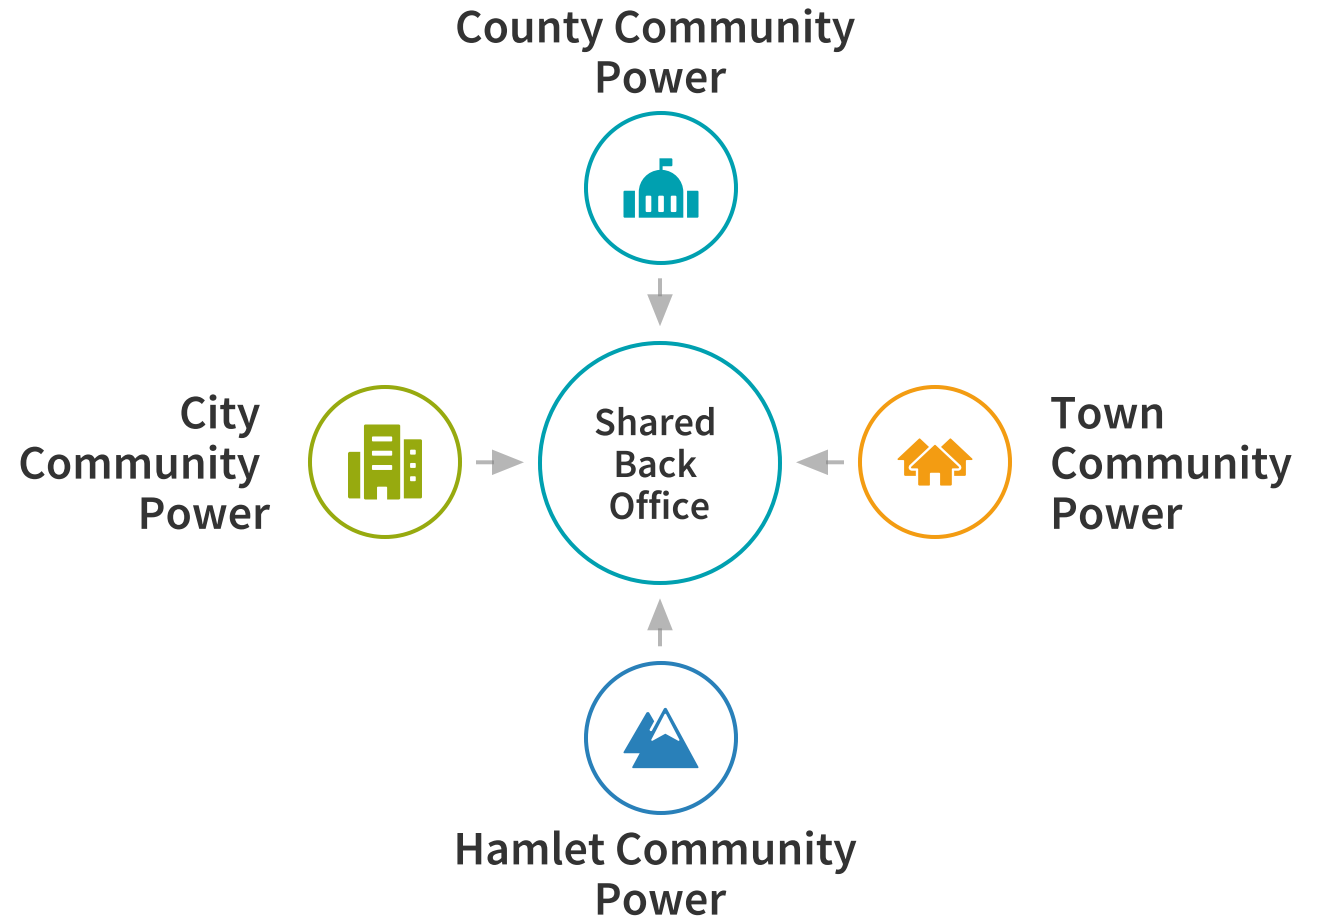 County Community
Power
City
Community
Power
Shared
Back
Office
Town
Community
Power
Hamlet Community
Power